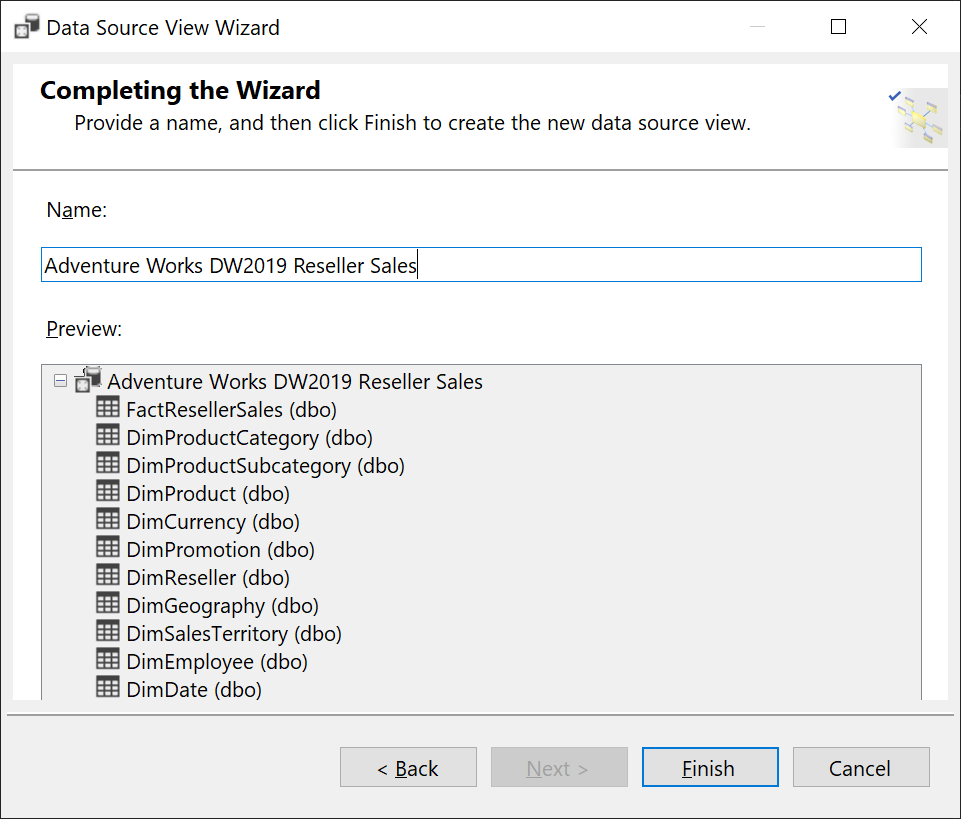 Data Source View Wizard
Completing the Wizard
Provide a name, and then click Finish to create the new data source view.
Name:
Adventure Works DW2019 Reseller Sales
Preview:
Adventure Works DW2019 Reseller Sales
FactResellerSales (dbo)
DimProductCategory (dbo)
DimProductSubcategory (dbo)
DimProduct (dbo)
DimCurrency (dbo)
DimPromotion (dbo)
DimReseller (dbo)
DimGeography (dbo)
DimSalesTerritory (dbo)
DimEmployee (dbo)
DimDate (dbo)
< Back Next > Finish Cancel